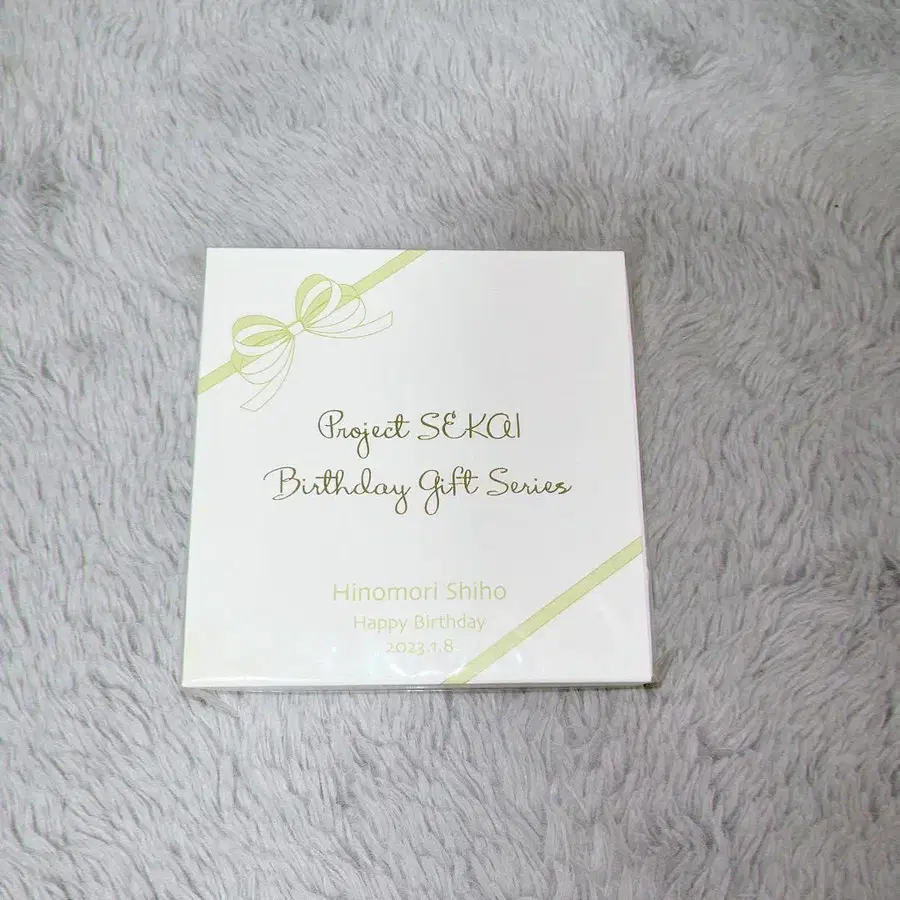 Project SEKAI
Birthday Gift Series
Hinomori Shiho
Happy Birthday
2023.1.8